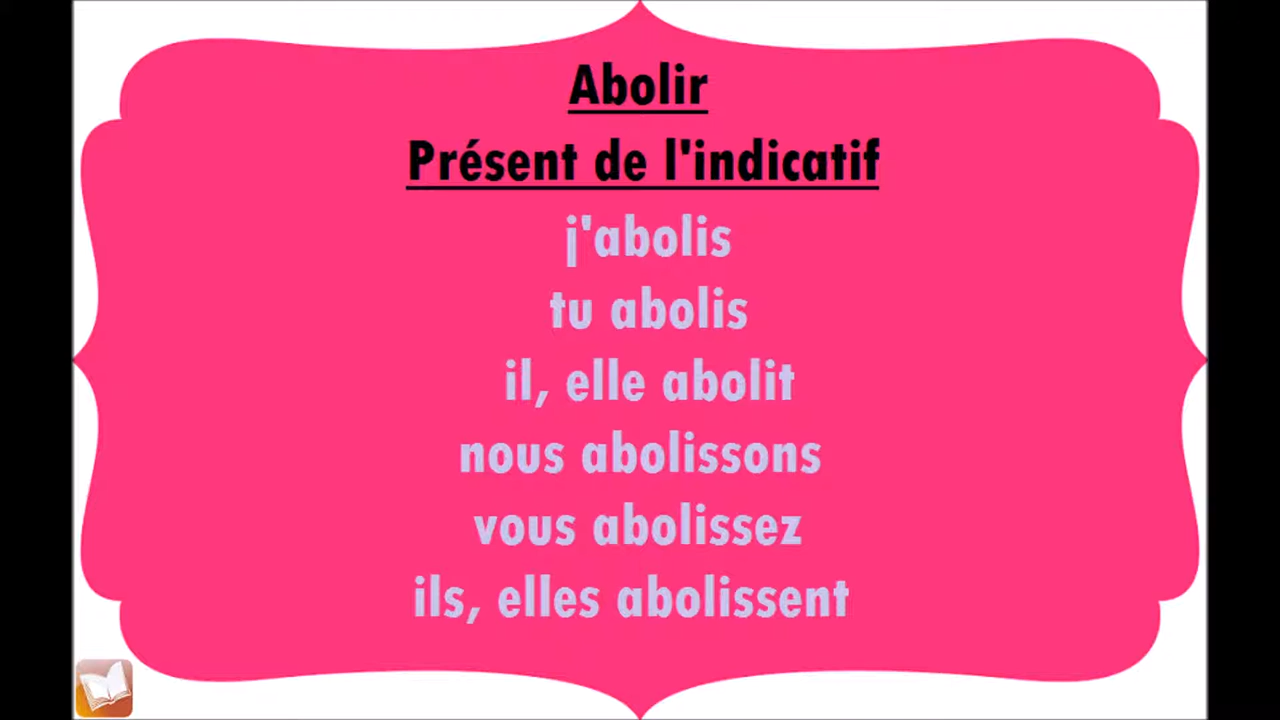 Abolir
Présent de l'indicatif
j'abolis
tu abolis
il, elle abolit
nous abolissons
vous abolissez
ils, elles abolissent